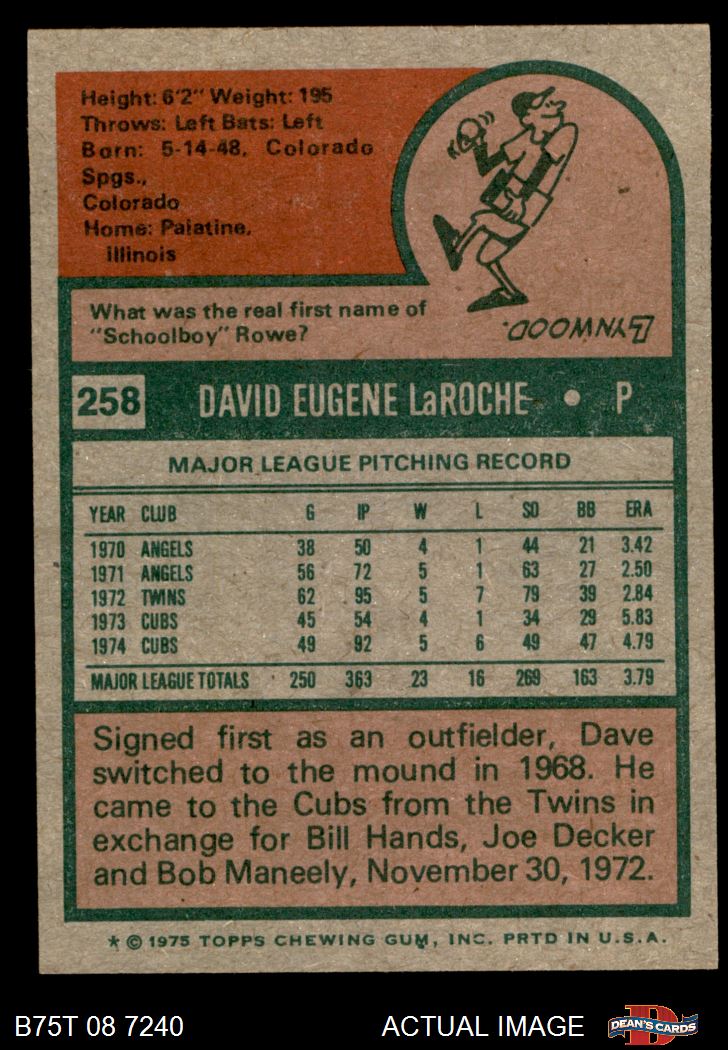 Height: 6'2" Weight: 195
Throws: Left Bats: Left
Born: 5-14-48, Colorado
Spgs.,
Colorado
Home: Palatine,
Illinois
What was the real first name of
"Schoolboy" Rowe?
LYNWOOD.
258 DAVID EUGENE LaROCHE • P
MAJOR LEAGUE PITCHING RECORD
YEAR CLUB G IP W L SO BB ERA
1970 ANGELS 38 50 4 1 44 21 3.42
1971 ANGELS 56 72 5 1 63 27 2.50
1972 TWINS 62 95 5 7 79 39 2.84
1973 CUBS 45 54 4 1 34 29 5.83
1974 CUBS 49 92 5 6 49 47 4.79
MAJOR LEAGUE TOTALS 250 363 23 16 269 163 3.79
Signed first as an outfielder, Dave
switched to the mound in 1968. He
came to the Cubs from the Twins in
exchange for Bill Hands, Joe Decker
and Bob Maneely, November 30, 1972.
* © 1975 TOPPS CHEWING GUM, INC. PRTD IN U.S.A.
B75T 08 7240 ACTUAL IMAGE DEAN'S CARDS